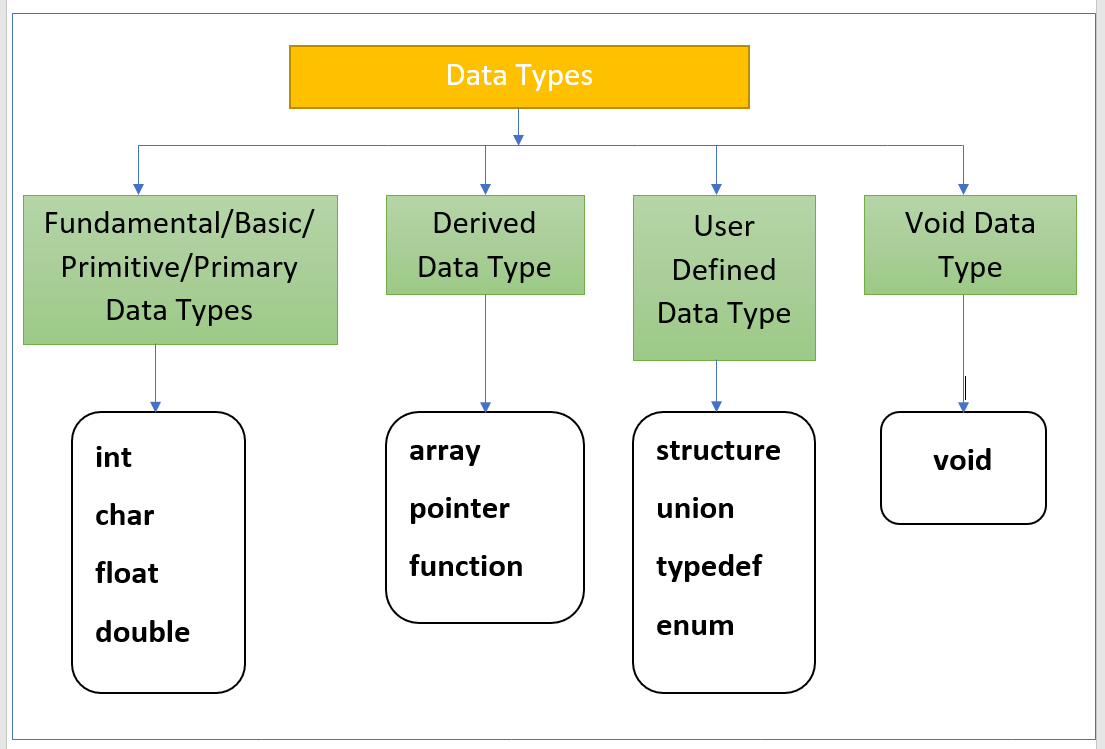 Data Types
Fundamental/Basic/
Primitive/Primary
Data Types
Derived
Data Type
User
Defined
Data Type
Void Data
Type
int
char
float
double
array
pointer
function
structure
union
typedef
enum
void